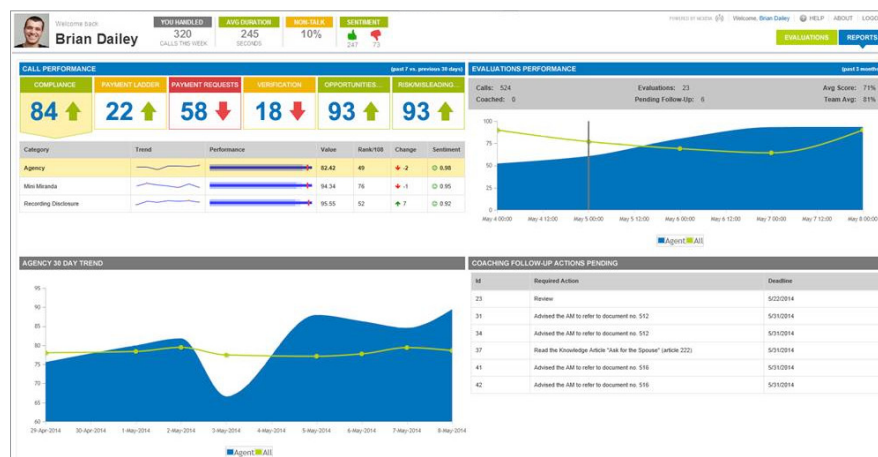 Welcome back
Brian Dailey
YOU HANDLED
320
CALLS THIS WEEK
AVG DURATION
245
SECONDS
NON-TALK
10%
SENTIMENT
247 73
Welcome, Brian Dailey HELP ABOUT LOGO
EVALUATIONS REPORTS
CALL PERFORMANCE (past 7 vs. previous 30 days)
COMPLIANCE PAYMENT LADDER PAYMENT REQUESTS VERIFICATION OPPORTUNITIES... RISK/MISLEADING...
84 22 58 18 93 93
Category Trend Performance Value Rank/108 Change Sentiment
Agency 82.42 49 -2 0.98
Mini Miranda 94.34 76 -1 0.95
Recording Disclosure 95.55 52 7 0.92
EVALUATIONS PERFORMANCE (past 3 month
Calls: 524 Evaluations: 23 Avg Score: 71%
Coached: 0 Pending Follow-Up: 6 Team Avg: 81%
100
75
50
25
0
May 4 00:00 May 4 12:00 May 5 00:00 May 5 12:00 May 6 00:00 May 6 12:00 May 7 00:00 May 7 12:00 May 8 00:00
Agent All
AGENCY 30 DAY TREND
95
90
85
80
75
70
65
60
29-Apr-2014 30-Apr-2014 1-May-2014 2-May-2014 3-May-2014 4-May-2014 5-May-2014 6-May-2014 7-May-2014 8-May-2014
Agent All
COACHING FOLLOW-UP ACTIONS PENDING
Id Required Action Deadline
23 Review 5/22/2014
31 Advised the AM to refer to document no. 512 5/31/2014
34 Advised the AM to refer to document no. 512 5/31/2014
37 Read the Knowledge Article "Ask for the Spouse" (article 222) 5/31/2014
41 Advised the AM to refer to document no. 516 5/31/2014
42 Advised the AM to refer to document no. 516 5/31/2014